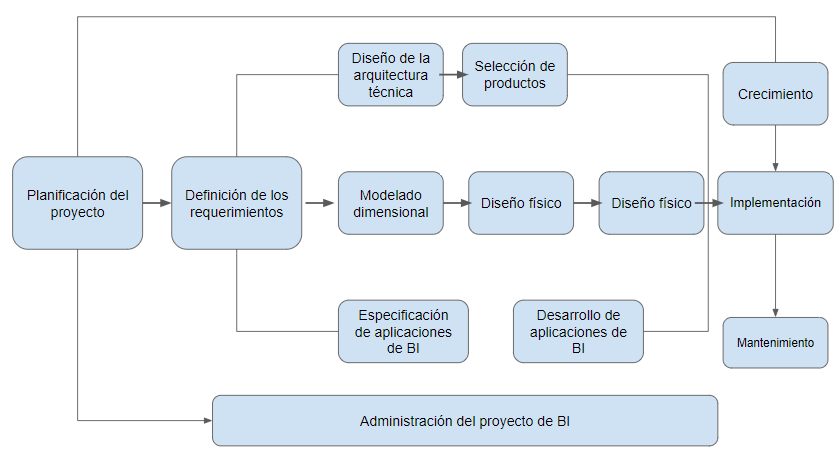 Diseño de la
arquitectura
técnica
Selección de
productos
Crecimiento
Planificación del
proyecto
Definición de los
requerimientos
Modelado
dimensional
Diseño físico
Diseño físico
Implementación
Especificación
de aplicaciones
de BI
Desarrollo de
aplicaciones de
BI
Mantenimiento
Administración del proyecto de BI